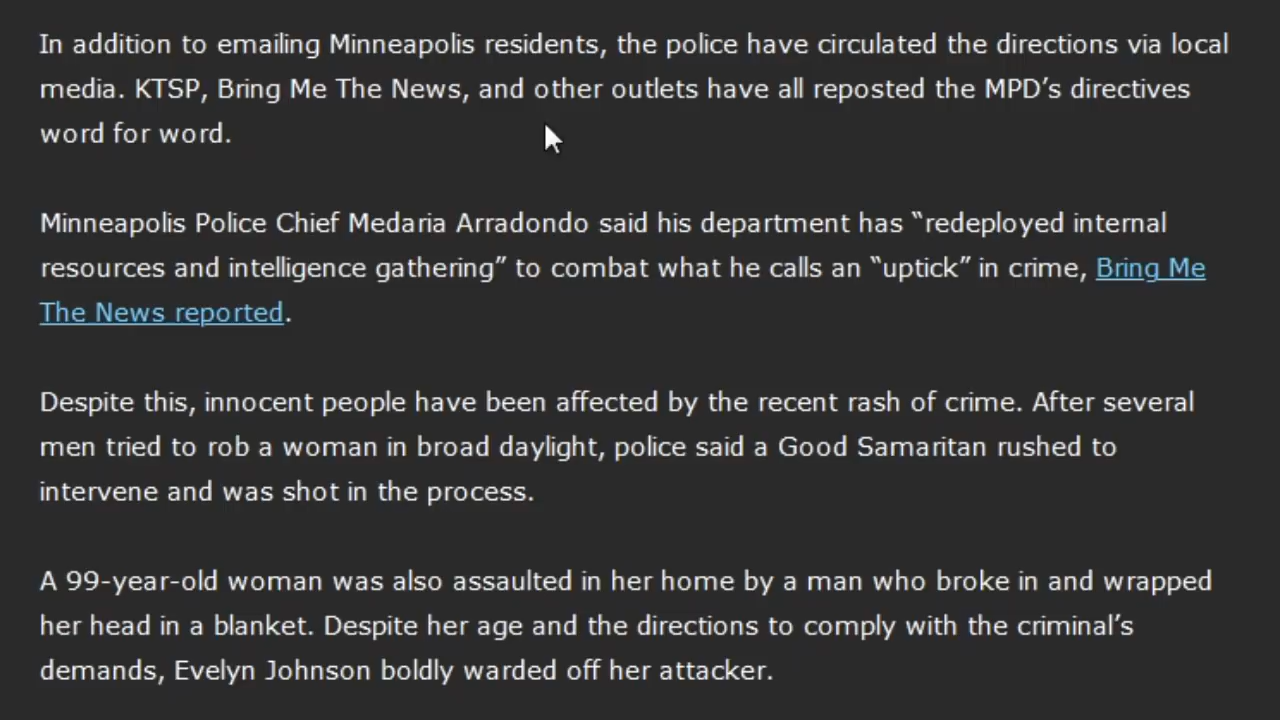 In addition to emailing Minneapolis residents, the police have circulated the directions via local
media. KTSP, Bring Me The News, and other outlets have all reposted the MPD’s directives
word for word.
Minneapolis Police Chief Medaria Arradondo said his department has “redeployed internal
resources and intelligence gathering” to combat what he calls an “uptick” in crime, Bring Me
The News reported.
Despite this, innocent people have been affected by the recent rash of crime. After several
men tried to rob a woman in broad daylight, police said a Good Samaritan rushed to
intervene and was shot in the process.
A 99-year-old woman was also assaulted in her home by a man who broke in and wrapped
her head in a blanket. Despite her age and the directions to comply with the criminal’s
demands, Evelyn Johnson boldly warded off her attacker.